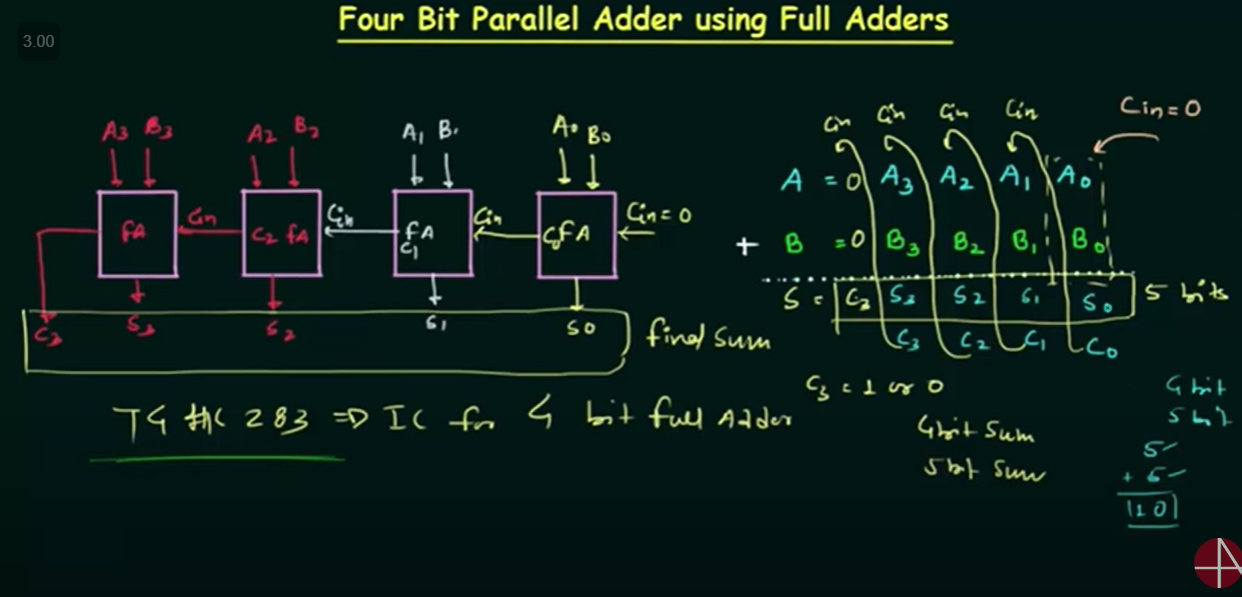 Four Bit Parallel Adder using Full Adders
3.00
A3 B3 A2 B2 A1 B1 A0 B0
FA Cin C2 FA Cin FA C1 Cin C0 FA Cin = 0
C3 S3 S2 S1 S0 final sum
74 HC 283 => IC for 4 bit full Adder
Cin Cin Cin Cin Cin = 0
A = 0 A3 A2 A1 A0
+ B = 0 B3 B2 B1 B0
S = C3 S3 S2 S1 S0 5 bits
C3 C2 C1 C0
C3 = 1 or 0
4 bit sum
5 bit sum
4 bit
5 bit
5
+ 5
10